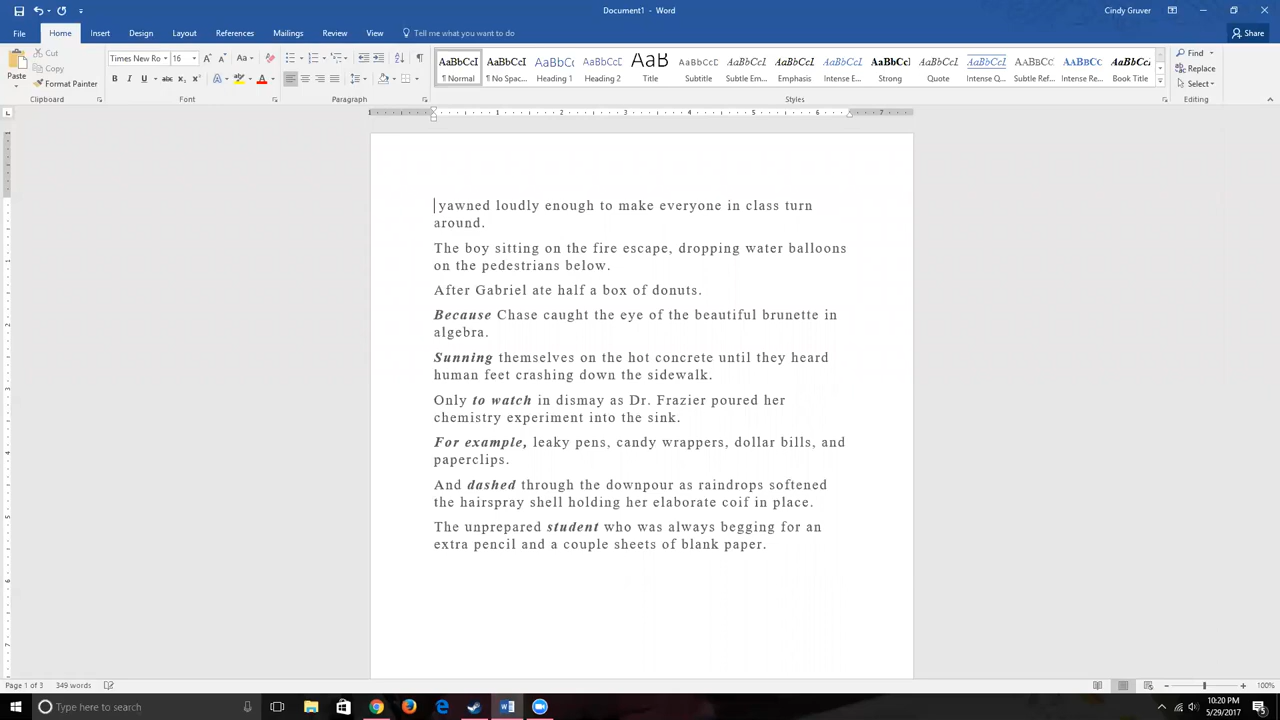 Document1 - Word
Cindy Gruver
File Home Insert Design Layout References Mailings Review View Tell me what you want to do
Share
Cut
Copy
Format Painter
Paste
Times New Ro 16
AaBbCcI AaBbCcI AaBbCc AaBbCcI AaB AaBbCcD AaBbCcI AaBbCcI AaBbCcI AaBbCc AaBbCcI AaBbCcI AaBbCc AaBbCc AaBbCcI
¶ Normal ¶ No Spac... Heading 1 Heading 2 Title Subtitle Subtle Em... Emphasis Intense E... Strong Quote Intense Q... Subtle Ref... Intense Re... Book Title
Find
Replace
Select
Clipboard Font Paragraph Styles Editing
1 1 2 3 4 5 6 7
yawned loudly enough to make everyone in class turn
around.
The boy sitting on the fire escape, dropping water balloons
on the pedestrians below.
After Gabriel ate half a box of donuts.
Because Chase caught the eye of the beautiful brunette in
algebra.
Sunning themselves on the hot concrete until they heard
human feet crashing down the sidewalk.
Only to watch in dismay as Dr. Frazier poured her
chemistry experiment into the sink.
For example, leaky pens, candy wrappers, dollar bills, and
paperclips.
And dashed through the downpour as raindrops softened
the hairspray shell holding her elaborate coif in place.
The unprepared student who was always begging for an
extra pencil and a couple sheets of blank paper.
Page 1 of 3 349 words
100%
Type here to search
10:20 PM
5/29/2017